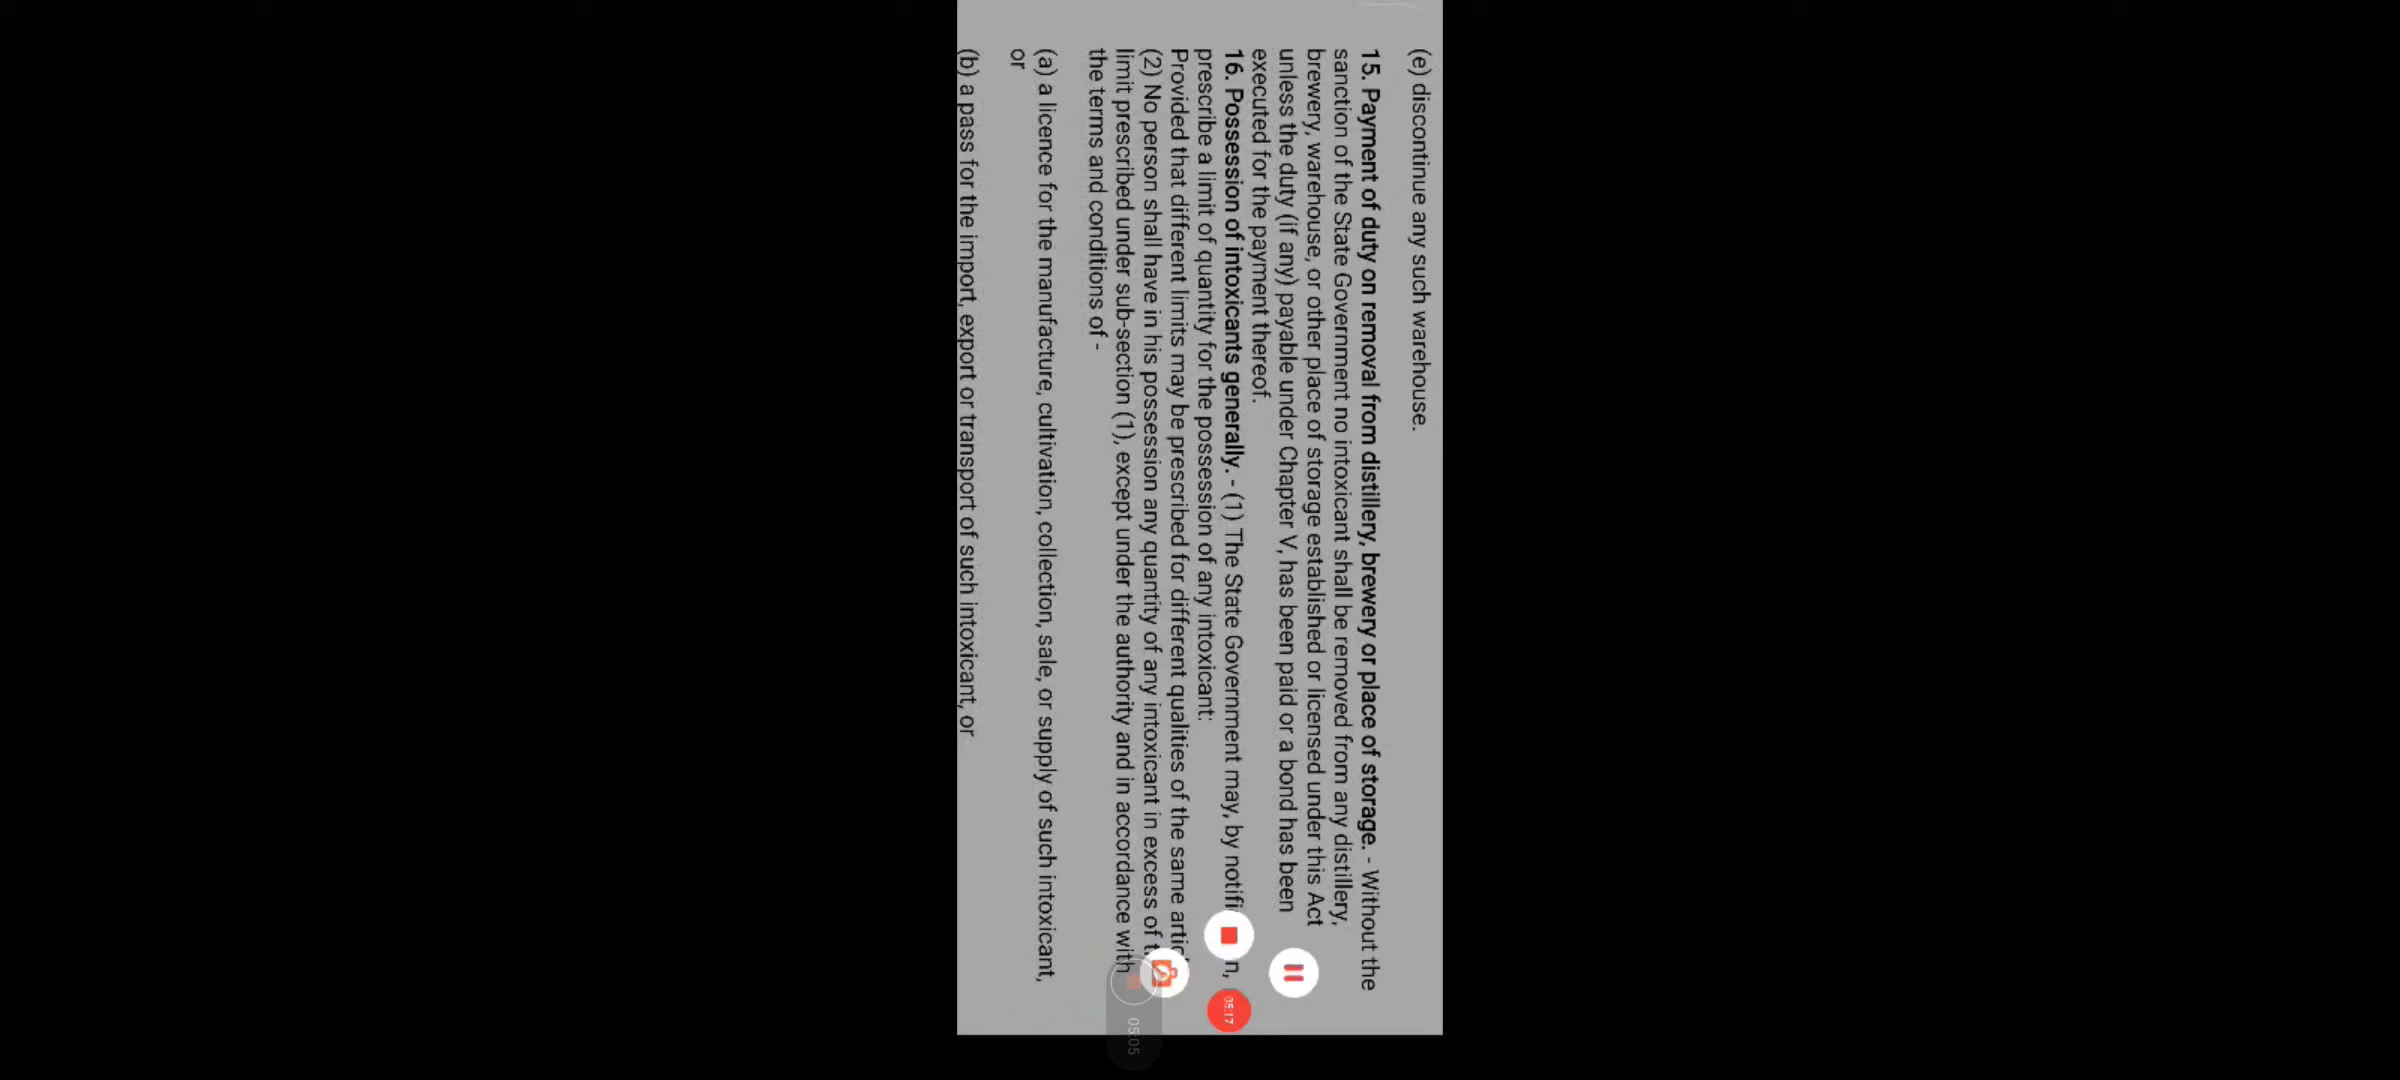 (e) discontinue any such warehouse.
15. Payment of duty on removal from distillery, brewery or place of storage. - Without the
sanction of the State Government no intoxicant shall be removed from any distillery,
brewery, warehouse, or other place of storage established or licensed under this Act
unless the duty (if any) payable under Chapter V, has been paid or a bond has been
executed for the payment thereof.
16. Possession of intoxicants generally. - (1) The State Government may, by
prescribe a limit of quantity for the possession of any intoxicant:
Provided that different limits may be prescribed for different qualities of the same
(2) No person shall have in his possession any quantity of any intoxicant in excess of
limit prescribed under sub-section (1), except under the authority and in accordance with
the terms and conditions of -
(a) a licence for the manufacture, cultivation, collection, sale, or supply of such intoxicant,
or
(b) a pass for the import, export or transport of such intoxicant, or
05:17
05:05